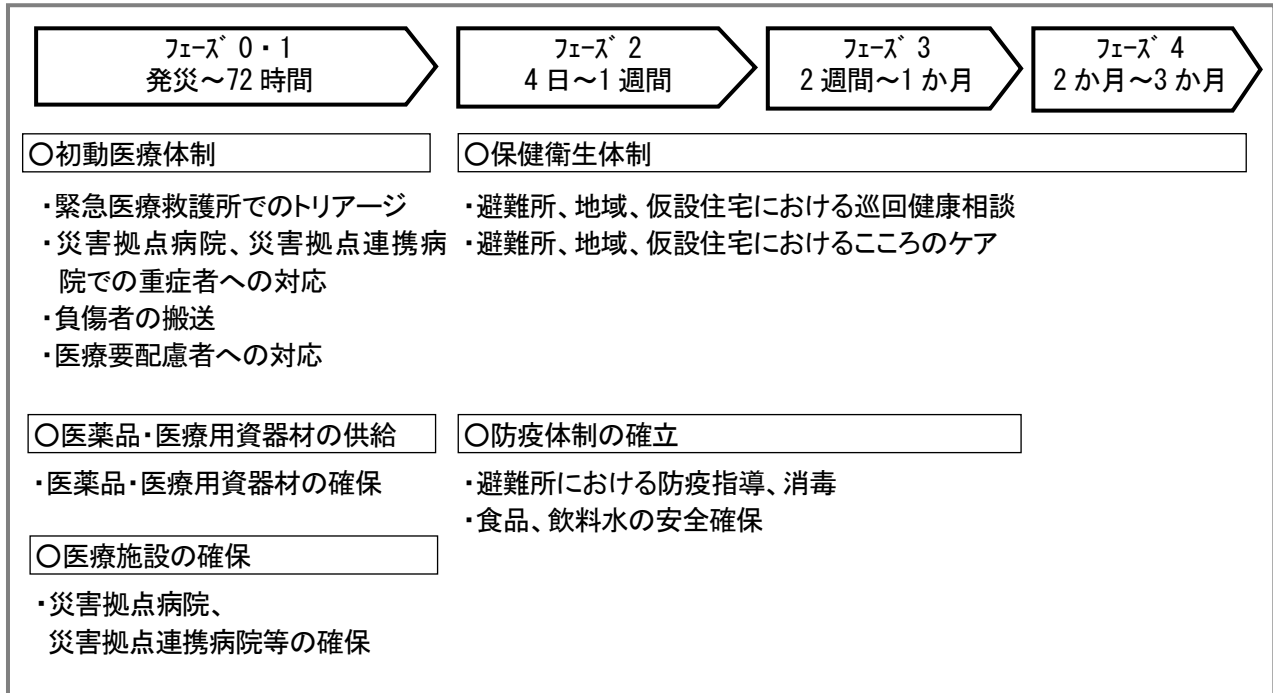 ﾌｪｰｽﾞ 0・1
発災～72 時間
ﾌｪｰｽﾞ 2
4 日～1 週間
ﾌｪｰｽﾞ 3
2 週間～1 か月
ﾌｪｰｽﾞ 4
2 か月～3 か月
〇初動医療体制
・緊急医療救護所でのトリアージ
・災害拠点病院、災害拠点連携病
院での重症者への対応
・負傷者の搬送
・医療要配慮者への対応
〇保健衛生体制
・避難所、地域、仮設住宅における巡回健康相談
・避難所、地域、仮設住宅におけるこころのケア
〇医薬品・医療用資器材の供給
・医薬品・医療用資器材の確保
〇防疫体制の確立
・避難所における防疫指導、消毒
・食品、飲料水の安全確保
〇医療施設の確保
・災害拠点病院、
災害拠点連携病院等の確保